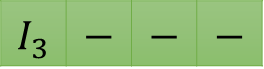 I₃ – – –